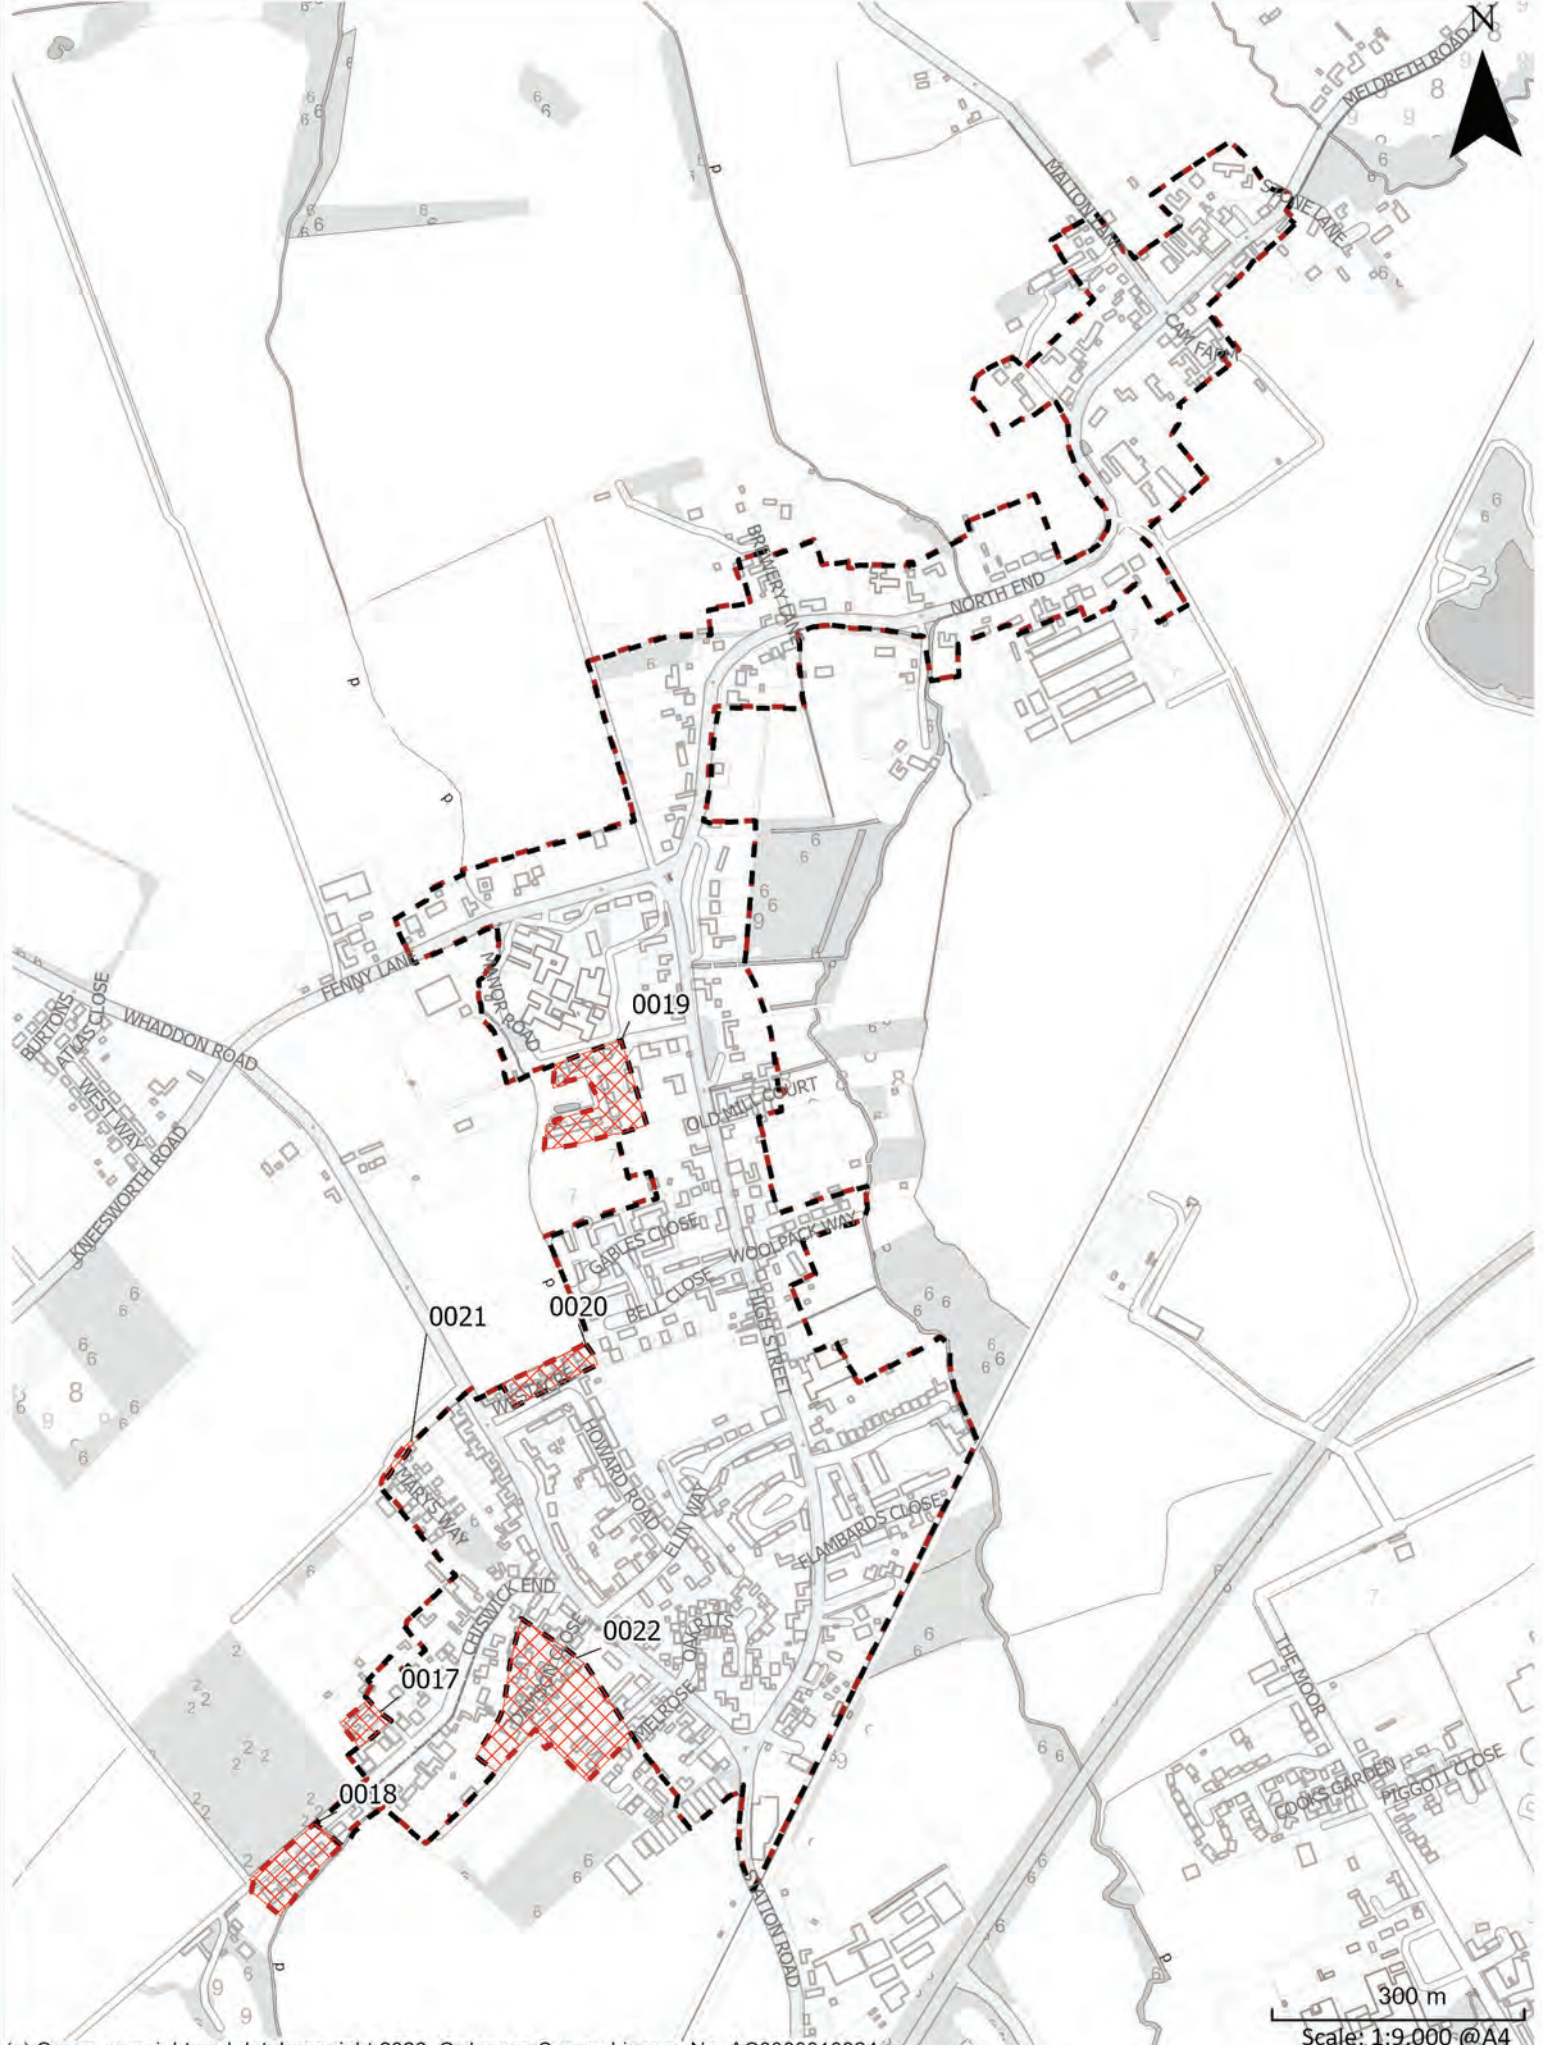 N
MELDRETH ROAD
MALTON LANE
STONE LANE
CAM FARM
BREWERY LANE
NORTH END
FENNY LANE
MANOR ROAD
0019
BURTONS
ATLAS CLOSE
WHADDON ROAD
WEST WAY
KNEESWORTH ROAD
OLD MILL COURT
GABLES CLOSE
WOOLPACK WAY
BELL CLOSE
HIGH STREET
0020
0021
HOWARD ROAD
MARYS WAY
ELIN WAY
FLAMBARDS CLOSE
CHISWICK END
0022
0017
DAMSON CLOSE
MELROSE
0018
THE MOOR
COOKS GARDEN
PIGGOTT CLOSE
STATION ROAD
300 m
Scale: 1:9,000 @A4